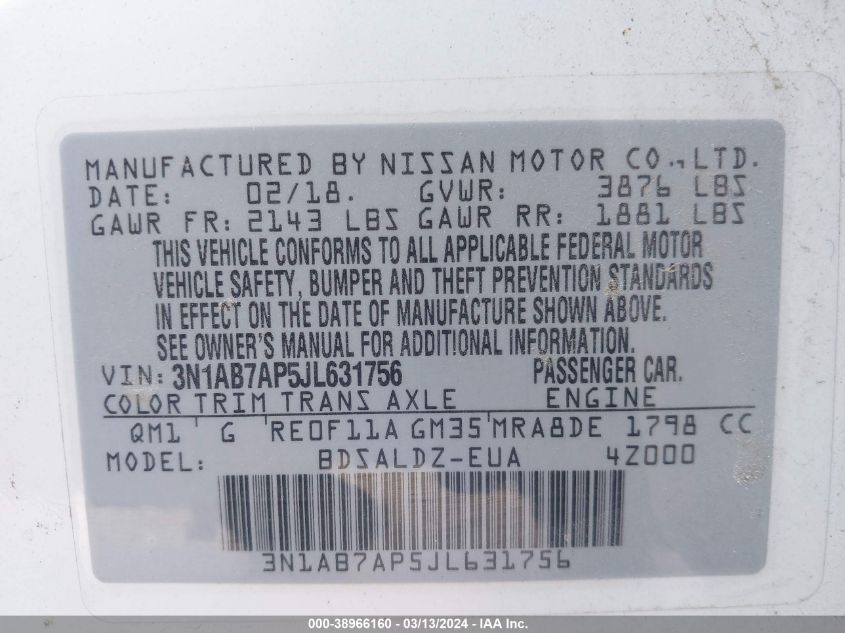 MANUFACTURED BY NISSAN MOTOR CO., LTD.
DATE: 02/18. GVWR: 3876 LBS
GAWR FR: 2143 LBS GAWR RR: 1881 LBS
THIS VEHICLE CONFORMS TO ALL APPLICABLE FEDERAL MOTOR
VEHICLE SAFETY, BUMPER AND THEFT PREVENTION STANDARDS
IN EFFECT ON THE DATE OF MANUFACTURE SHOWN ABOVE.
SEE OWNER'S MANUAL FOR ADDITIONAL INFORMATION.
VIN: 3N1AB7AP5JL631756 PASSENGER CAR.
COLOR TRIM TRANS AXLE ENGINE
QM1 G RE0F11A GM35 MRA8DE 1798 CC
MODEL: BDSALDZ-EUA 4Z000
3N1AB7AP5JL631756
000-38966160 - 03/13/2024 - IAAI.com